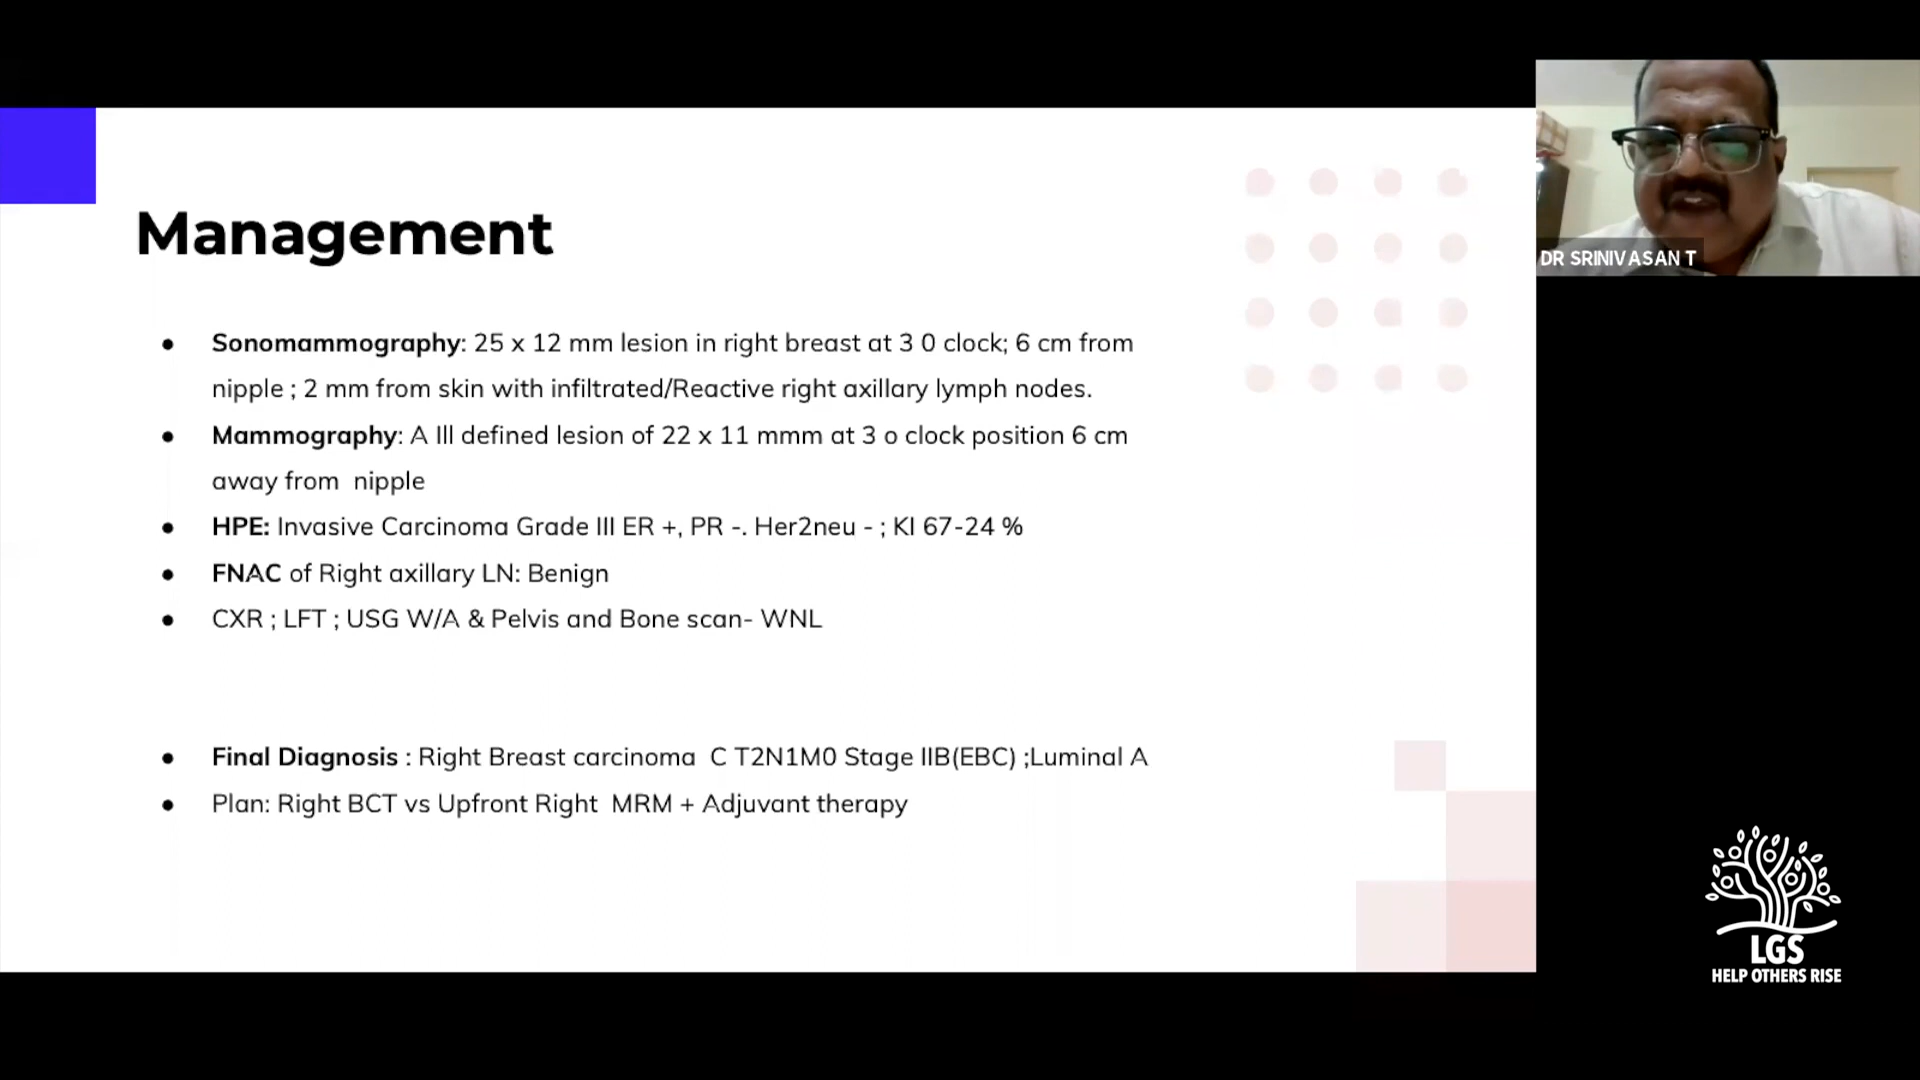 Management
● Sonomammography: 25 x 12 mm lesion in right breast at 3 0 clock; 6 cm from
nipple ; 2 mm from skin with infiltrated/Reactive right axillary lymph nodes.
● Mammography: A Ill defined lesion of 22 x 11 mmm at 3 o clock position 6 cm
away from nipple
● HPE: Invasive Carcinoma Grade III ER +, PR -. Her2neu - ; KI 67-24 %
● FNAC of Right axillary LN: Benign
● CXR ; LFT ; USG W/A & Pelvis and Bone scan- WNL
● Final Diagnosis : Right Breast carcinoma C T2N1M0 Stage IIB(EBC) ;Luminal A
● Plan: Right BCT vs Upfront Right MRM + Adjuvant therapy
DR SRINIVASAN T
LGS
HELP OTHERS RISE